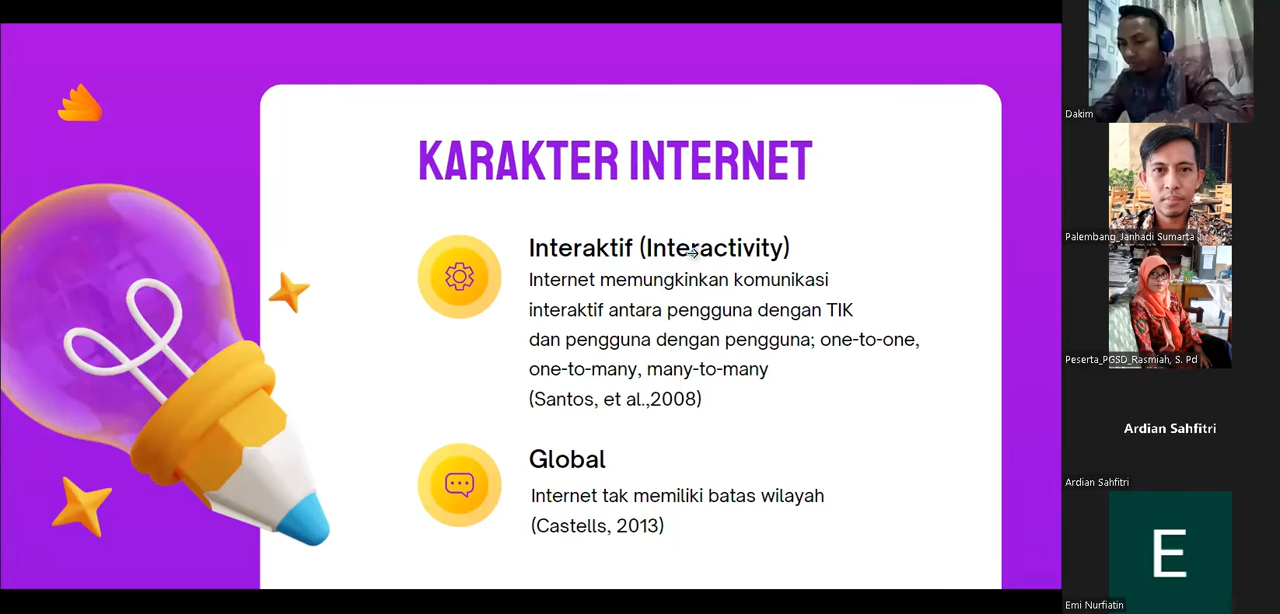 KARAKTER INTERNET
Interaktif (Interactivity)
Internet memungkinkan komunikasi
interaktif antara pengguna dengan TIK
dan pengguna dengan pengguna; one-to-one,
one-to-many, many-to-many
(Santos, et al.,2008)
Global
Internet tak memiliki batas wilayah
(Castells, 2013)
Dakim
Palembang_Janhadi Sumarta
Peserta_PGSD_Rasmiah, S. Pd
Ardian Sahfitri
Ardian Sahfitri
E
Emi Nurfiatin